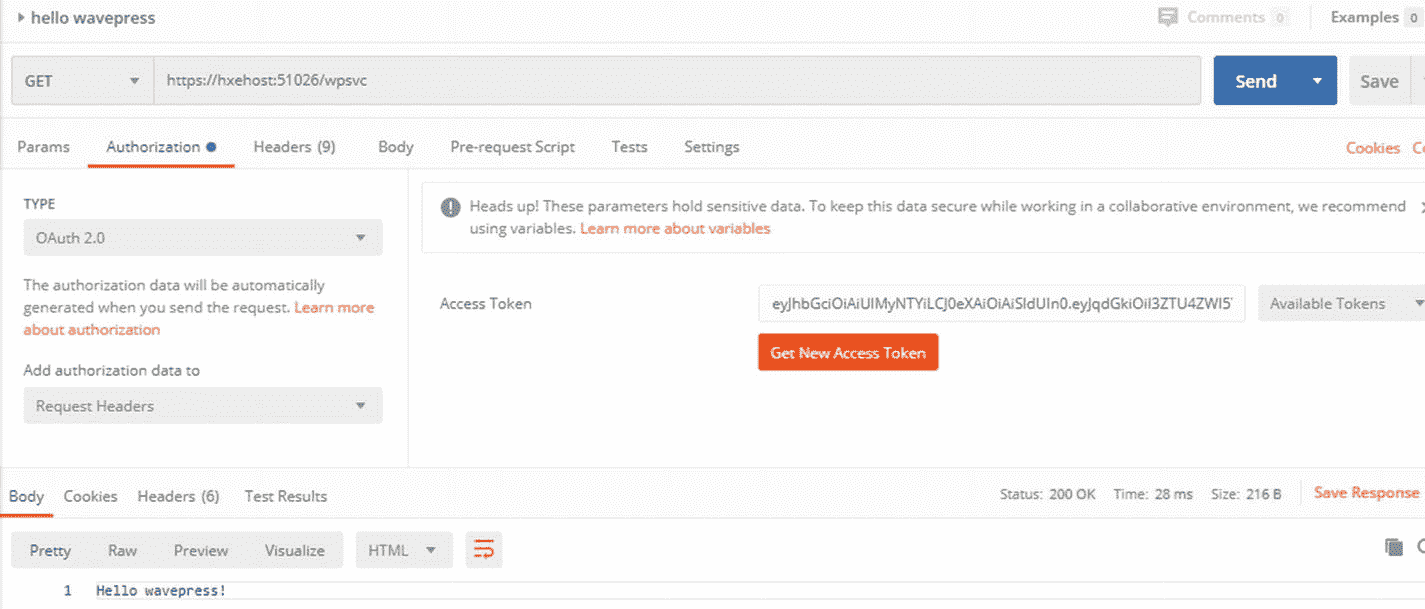 hello wavepress
Comments 0
Examples 0
GET
https://hxehost:51026/wpsvc
Send
Save
Params
Authorization
Headers (9)
Body
Pre-request Script
Tests
Settings
Cookies
TYPE
OAuth 2.0
The authorization data will be automatically
generated when you send the request. Learn more
about authorization
Add authorization data to
Request Headers
Heads up! These parameters hold sensitive data. To keep this data secure while working in a collaborative environment, we recommend
using variables. Learn more about variables
Access Token
Available Tokens
Get New Access Token
Body
Cookies
Headers (6)
Test Results
Status: 200 OK
Time: 28 ms
Size: 216 B
Save Response
Pretty
Raw
Preview
Visualize
HTML
1 Hello wavepress!